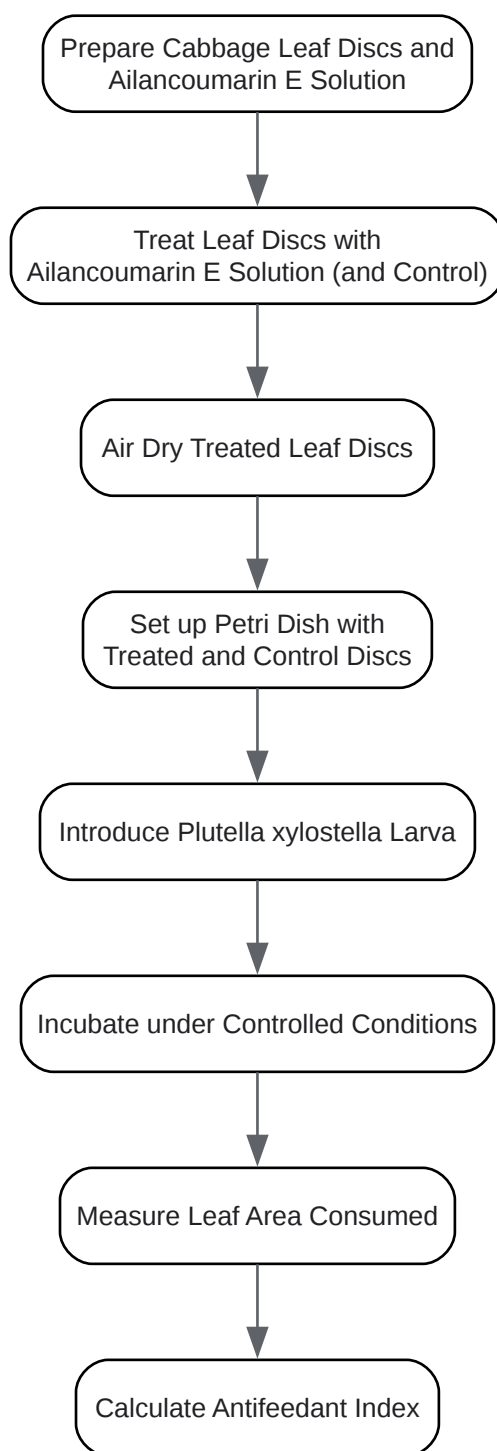 Prepare Cabbage Leaf Discs and
Ailancoumarin E Solution
Treat Leaf Discs with
Ailancoumarin E Solution (and Control)
Air Dry Treated Leaf Discs
Set up Petri Dish with
Treated and Control Discs
Introduce Plutella xylostella Larva
Incubate under Controlled Conditions
Measure Leaf Area Consumed
Calculate Antifeedant Index